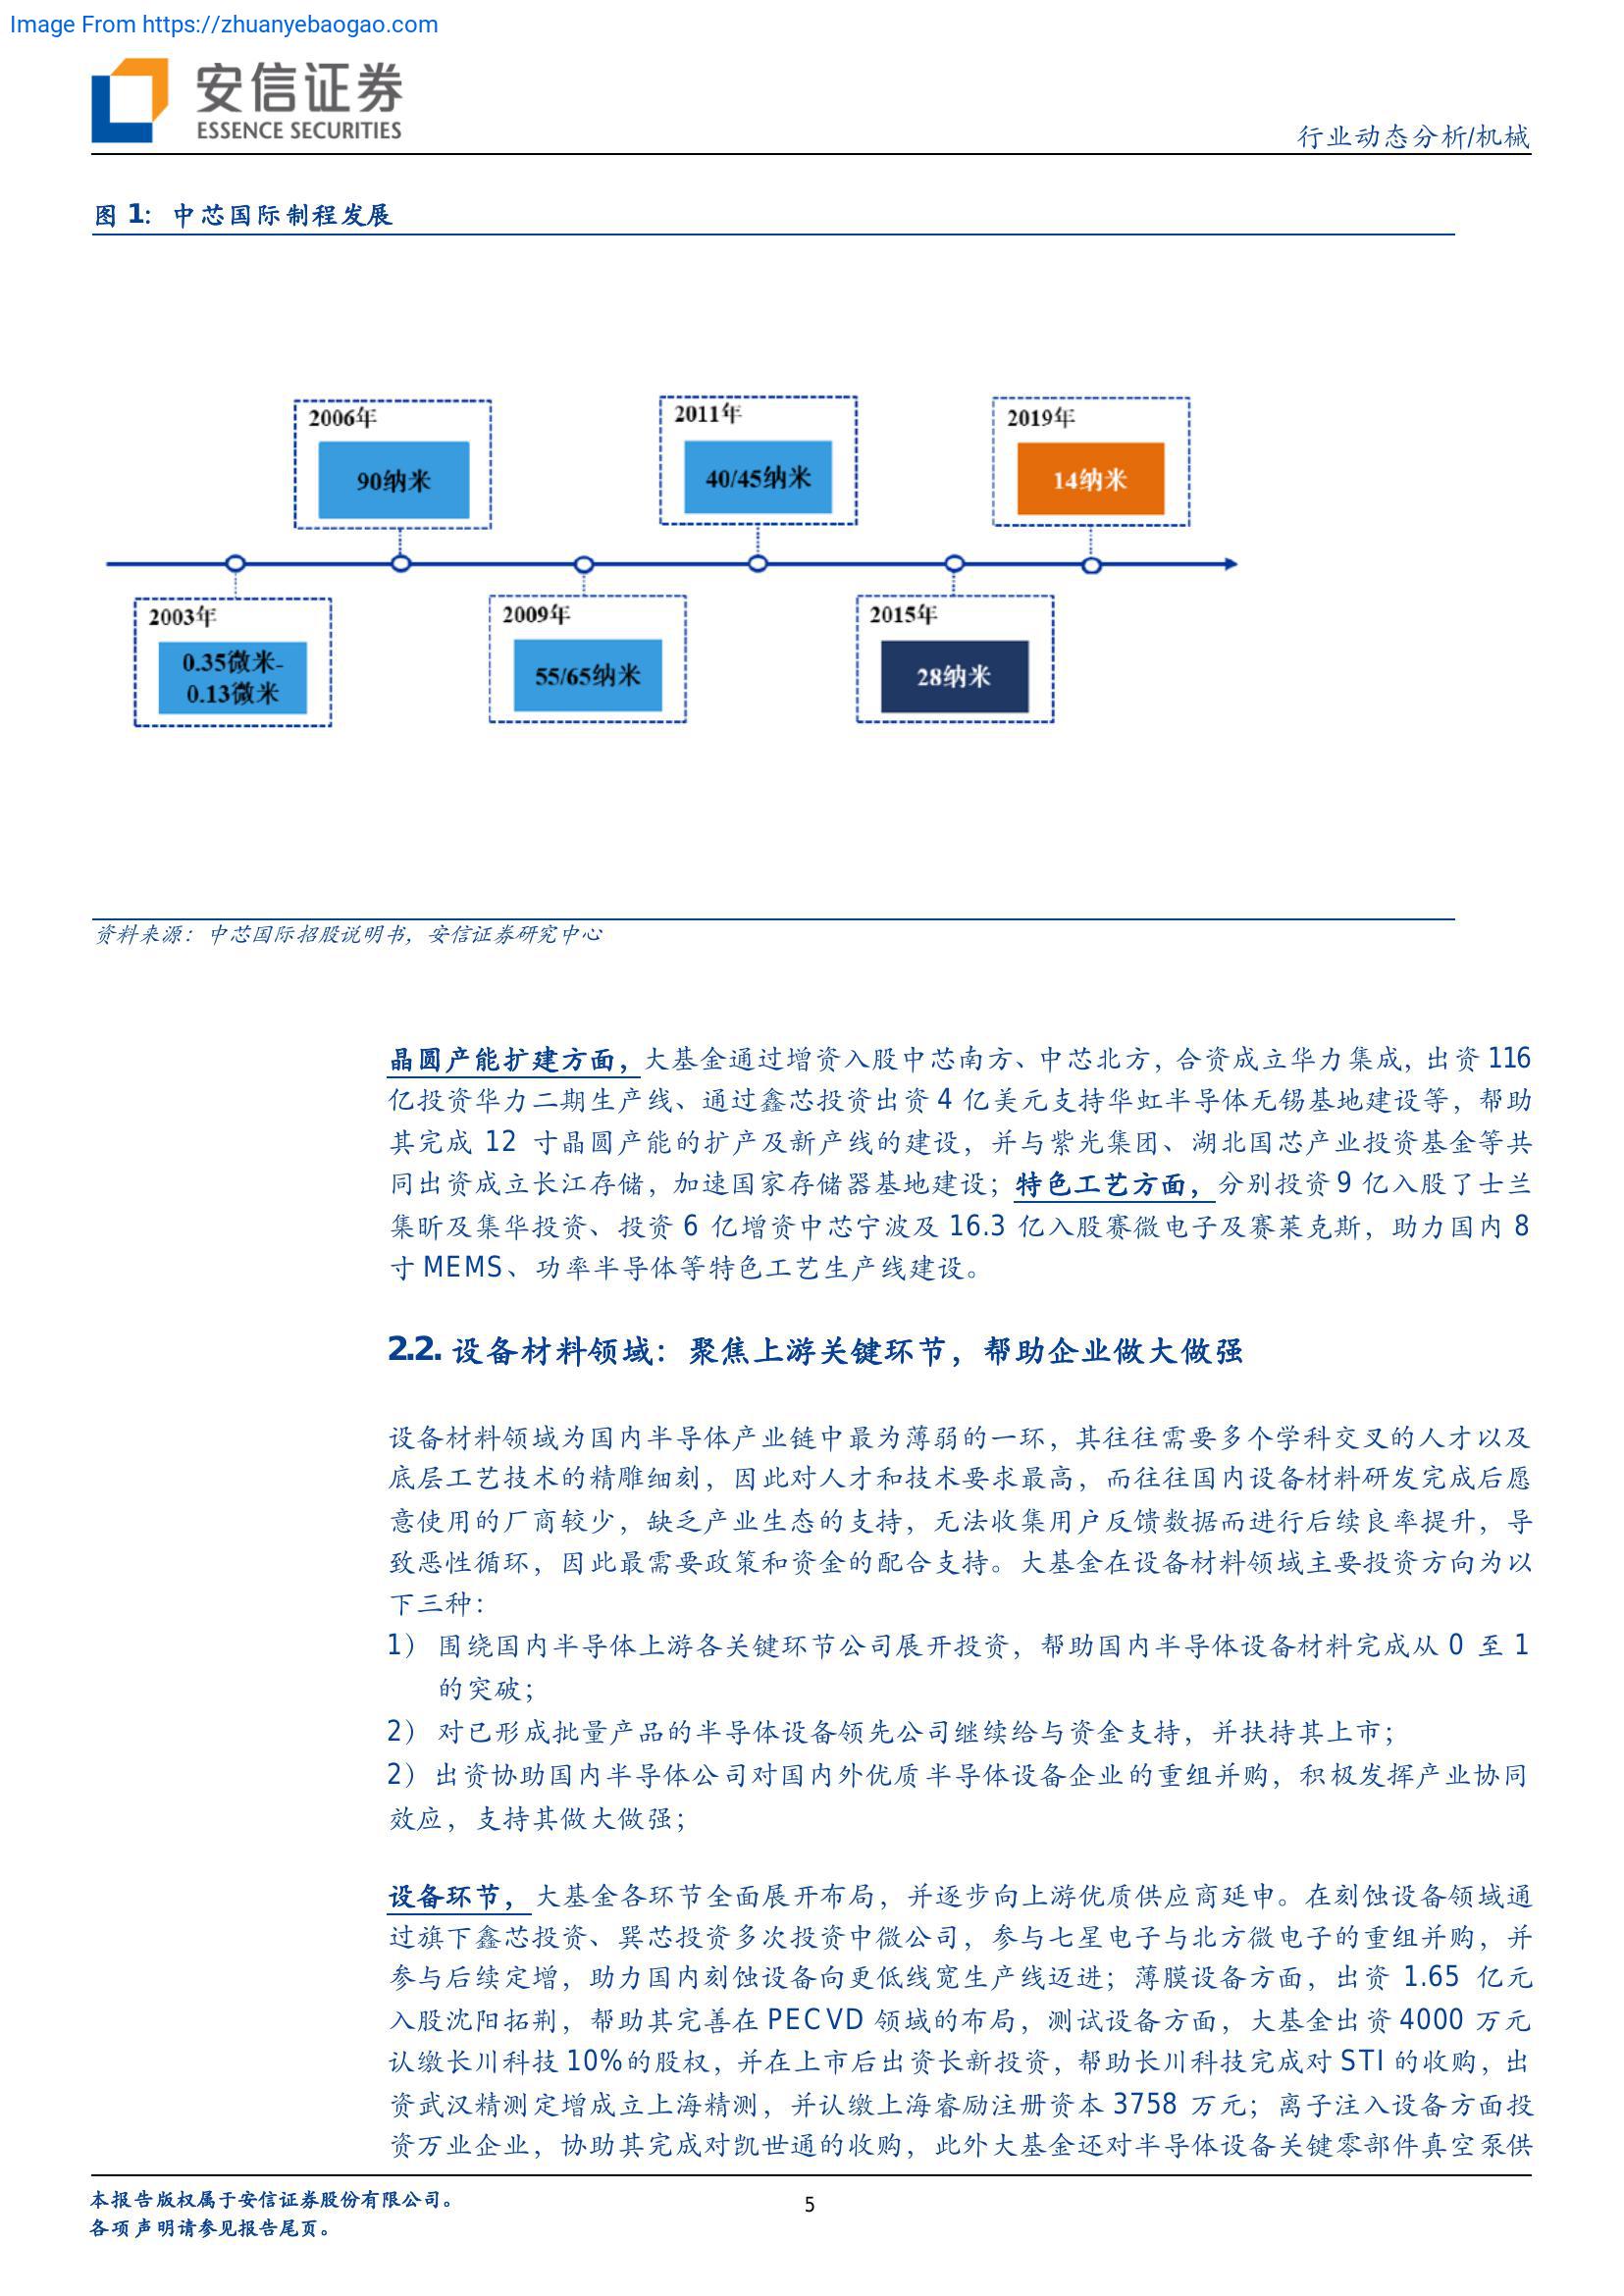 Image From https://zhuanyebaogao.com
安信证券
ESSENCE SECURITIES
行业动态分析/机械
图 1: 中芯国际制程发展
2006年
90纳米
2011年
40/45纳米
2019年
14纳米
2003年
0.35微米-
0.13微米
2009年
55/65纳米
2015年
28纳米
资料来源：中芯国际招股说明书，安信证券研究中心
晶圆产能扩建方面，大基金通过增资入股中芯南方、中芯北方，合资成立华力集成，出资 116
亿投资华力二期生产线、通过鑫芯投资出资 4 亿美元支持华虹半导体无锡基地建设等，帮助
其完成 12 寸晶圆产能的扩产及新产线的建设，并与紫光集团、湖北国芯产业投资基金等共
同出资成立长江存储，加速国家存储器基地建设；特色工艺方面，分别投资 9 亿入股了士兰
集昕及集华投资、投资 6 亿增资中芯宁波及 16.3 亿入股赛微电子及赛莱克斯，助力国内 8
寸 MEMS、功率半导体等特色工艺生产线建设。
2.2. 设备材料领域：聚焦上游关键环节，帮助企业做大做强
设备材料领域为国内半导体产业链中最为薄弱的一环，其往往需要多个学科交叉的人才以及
底层工艺技术的精雕细刻，因此对人才和技术要求最高，而往往国内设备材料研发完成后愿
意使用的厂商较少，缺乏产业生态的支持，无法收集用户反馈数据而进行后续良率提升，导
致恶性循环，因此最需要政策和资金的配合支持。大基金在设备材料领域主要投资方向为以
下三种：
1） 围绕国内半导体上游各关键环节公司展开投资，帮助国内半导体设备材料完成从 0 至 1
的突破；
2） 对已形成批量产品的半导体设备领先公司继续给与资金支持，并扶持其上市；
2）出资协助国内半导体公司对国内外优质半导体设备企业的重组并购，积极发挥产业协同
效应，支持其做大做强；
设备环节，大基金各环节全面展开布局，并逐步向上游优质供应商延申。在刻蚀设备领域通
过旗下鑫芯投资、巽芯投资多次投资中微公司，参与七星电子与北方微电子的重组并购，并
参与后续定增，助力国内刻蚀设备向更低线宽生产线迈进；薄膜设备方面，出资 1.65 亿元
入股沈阳拓荆，帮助其完善在 PECVD 领域的布局，测试设备方面，大基金出资 4000 万元
认缴长川科技 10%的股权，并在上市后出资长新投资，帮助长川科技完成对 STI 的收购，出
资武汉精测定增成立上海精测，并认缴上海睿励注册资本 3758 万元；离子注入设备方面投
资万业企业，协助其完成对凯世通的收购，此外大基金还对半导体设备关键零部件真空泵供
本报告版权属于安信证券股份有限公司。
5
各项声明请参见报告尾页。